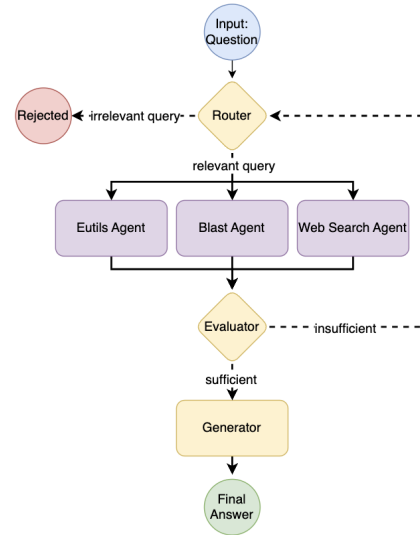 Input:
Question
Rejected
irrelevant query
Router
relevant query
Eutils Agent
Blast Agent
Web Search Agent
Evaluator
insufficient
sufficient
Generator
Final
Answer